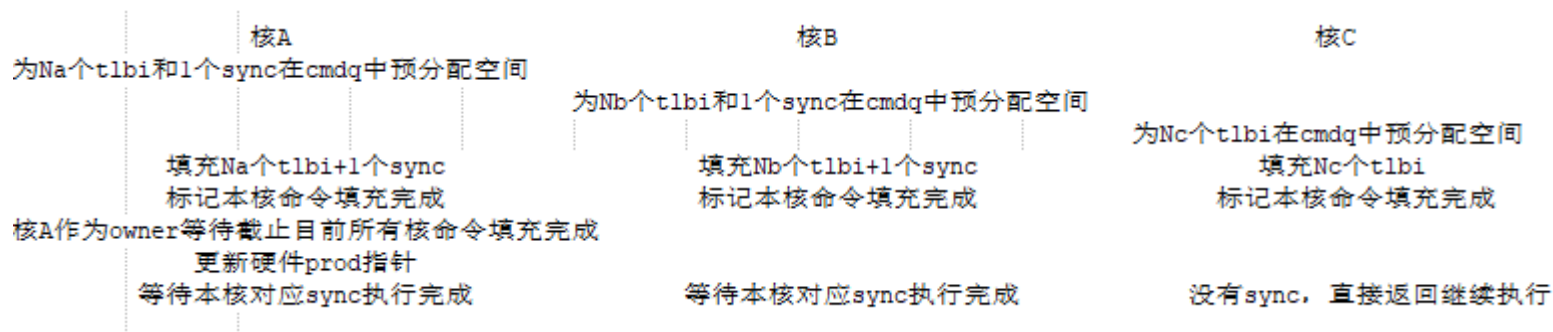 核A 核B 核C
为Na个tlbi和1个sync在cmdq中预分配空间
为Nb个tlbi和1个sync在cmdq中预分配空间
为Nc个tlbi在cmdq中预分配空间
填充Na个tlbi+1个sync 填充Nb个tlbi+1个sync 填充Nc个tlbi
标记本核命令填充完成 标记本核命令填充完成 标记本核命令填充完成
核A作为owner等待截止目前所有核命令填充完成
更新硬件prod指针
等待本核对应sync执行完成 等待本核对应sync执行完成 没有sync，直接返回继续执行